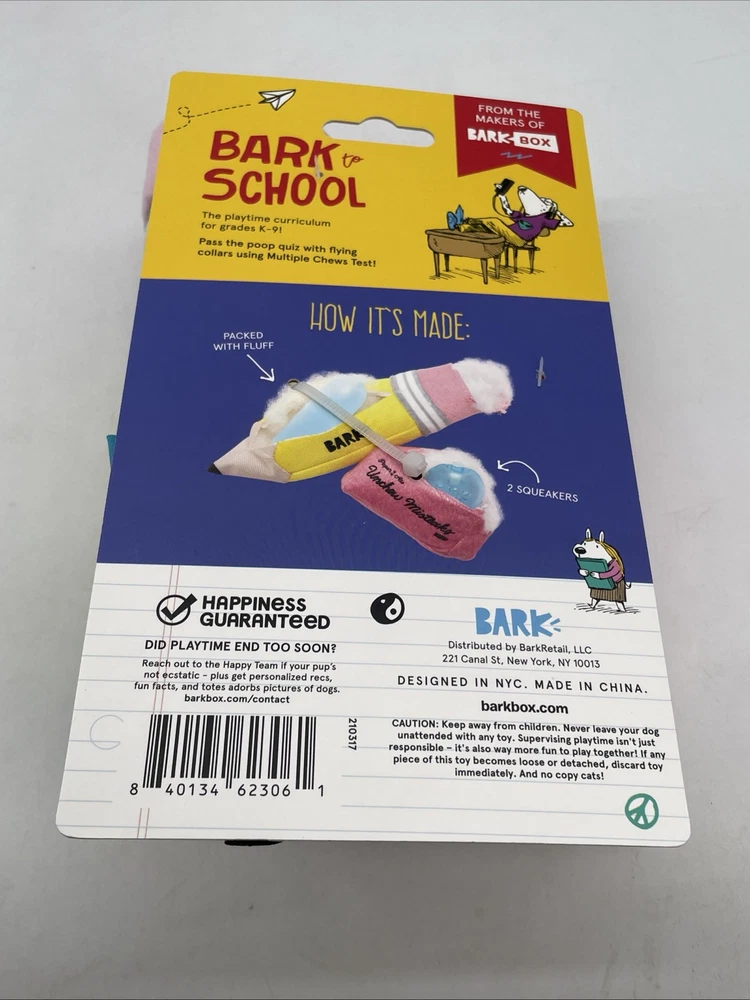 FROM THE
MAKERS OF
BARK BOX
BARK to
SCHOOL
The playtime curriculum
for grades K-9!
Pass the poop quiz with flying
collars using Multiple Chews Test!
HOW IT'S MADE:
PACKED
WITH FLUFF
BARK
Unchew Mistakes
2 SQUEAKERS
HAPPINESS
GUARANTEED
DID PLAYTIME END TOO SOON?
Reach out to the Happy Team if your pup's
not ecstatic - plus get personalized recs,
fun facts, and totes adorbs pictures of dogs.
barkbox.com/contact
210317
8 40134 62306 1
BARK
Distributed by BarkRetail, LLC
221 Canal St, New York, NY 10013
DESIGNED IN NYC. MADE IN CHINA.
barkbox.com
CAUTION: Keep away from children. Never leave your dog
unattended with any toy. Supervising playtime isn't just
responsible – it's also way more fun to play together! If any
piece of this toy becomes loose or detached, discard toy
immediately. And no copy cats!